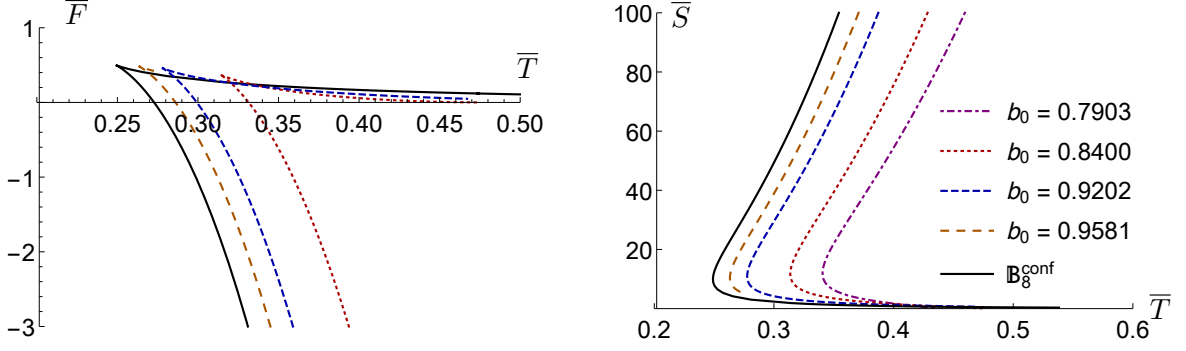 F̅
1
T̅
0.25
0.30
0.35
0.40
0.45
0.50
−1
−2
−3
S̅
100
80
60
40
20
b₀ = 0.7903
b₀ = 0.8400
b₀ = 0.9202
b₀ = 0.9581
𝔹₈ᶜᵒⁿᶠ
T̅
0.2
0.3
0.4
0.5
0.6